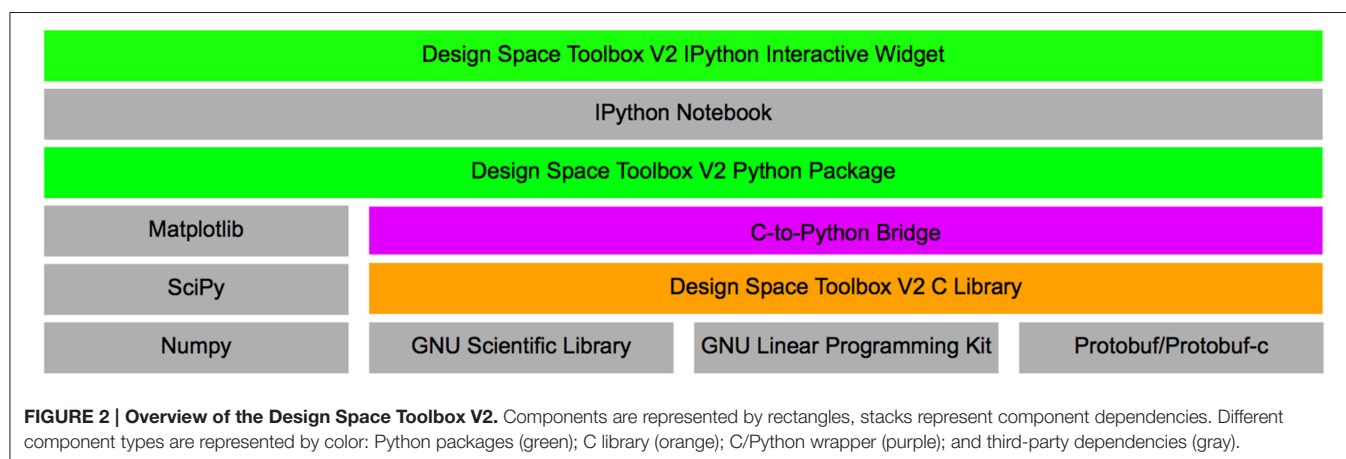 Design Space Toolbox V2 IPython Interactive Widget
IPython Notebook
Design Space Toolbox V2 Python Package
Matplotlib
C-to-Python Bridge
SciPy
Design Space Toolbox V2 C Library
Numpy
GNU Scientific Library
GNU Linear Programming Kit
Protobuf/Protobuf-c
FIGURE 2 | Overview of the Design Space Toolbox V2. Components are represented by rectangles, stacks represent component dependencies. Different
component types are represented by color: Python packages (green); C library (orange); C/Python wrapper (purple); and third-party dependencies (gray).